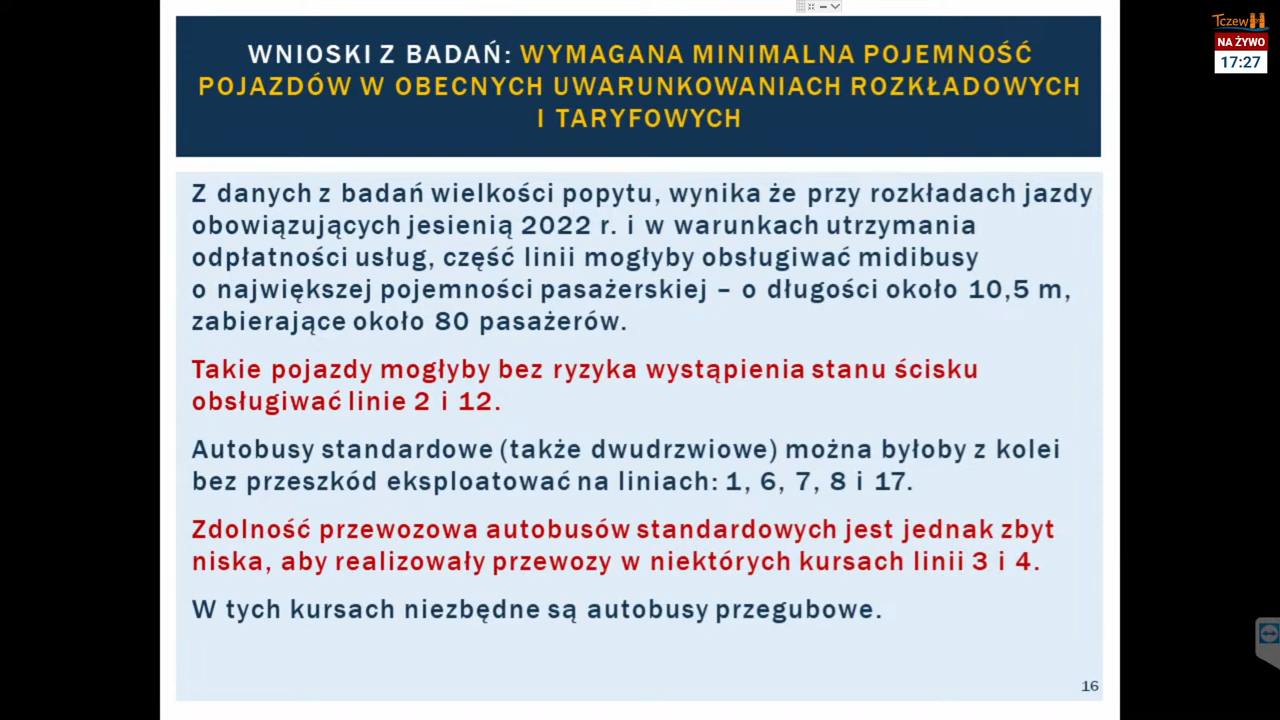 WNIOSKI Z BADAŃ: WYMAGANA MINIMALNA POJEMNOŚĆ
POJAZDÓW W OBECNYCH UWARUNKOWANIACH ROZKŁADOWYCH
I TARYFOWYCH
Z danych z badań wielkości popytu, wynika że przy rozkładach jazdy
obowiązujących jesienią 2022 r. i w warunkach utrzymania
odpłatności usług, część linii mogłyby obsługiwać midibusy
o największej pojemności pasażerskiej – o długości około 10,5 m,
zabierające około 80 pasażerów.
Takie pojazdy mogłyby bez ryzyka wystąpienia stanu ścisku
obsługiwać linie 2 i 12.
Autobusy standardowe (także dwudrzwiowe) można byłoby z kolei
bez przeszkód eksploatować na liniach: 1, 6, 7, 8 i 17.
Zdolność przewozowa autobusów standardowych jest jednak zbyt
niska, aby realizowały przewozy w niektórych kursach linii 3 i 4.
W tych kursach niezbędne są autobusy przegubowe.
16
NA ŻYWO
17:27